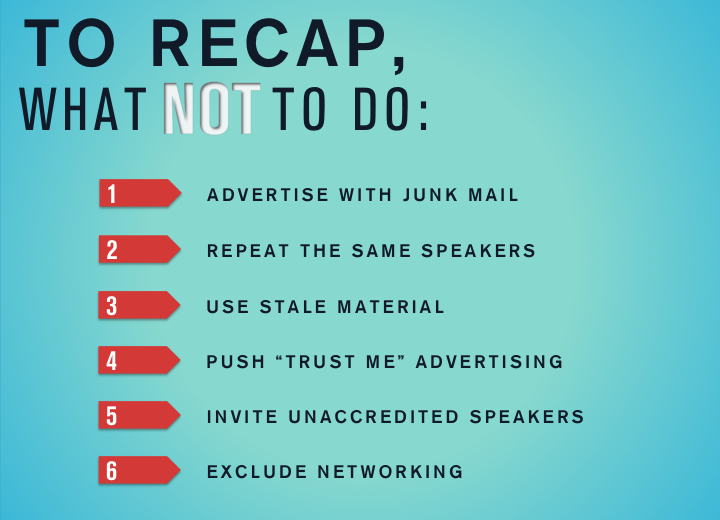 TO RECAP,
WHAT NOT TO DO:
1 ADVERTISE WITH JUNK MAIL
2 REPEAT THE SAME SPEAKERS
3 USE STALE MATERIAL
4 PUSH “TRUST ME” ADVERTISING
5 INVITE UNACCREDITED SPEAKERS
6 EXCLUDE NETWORKING